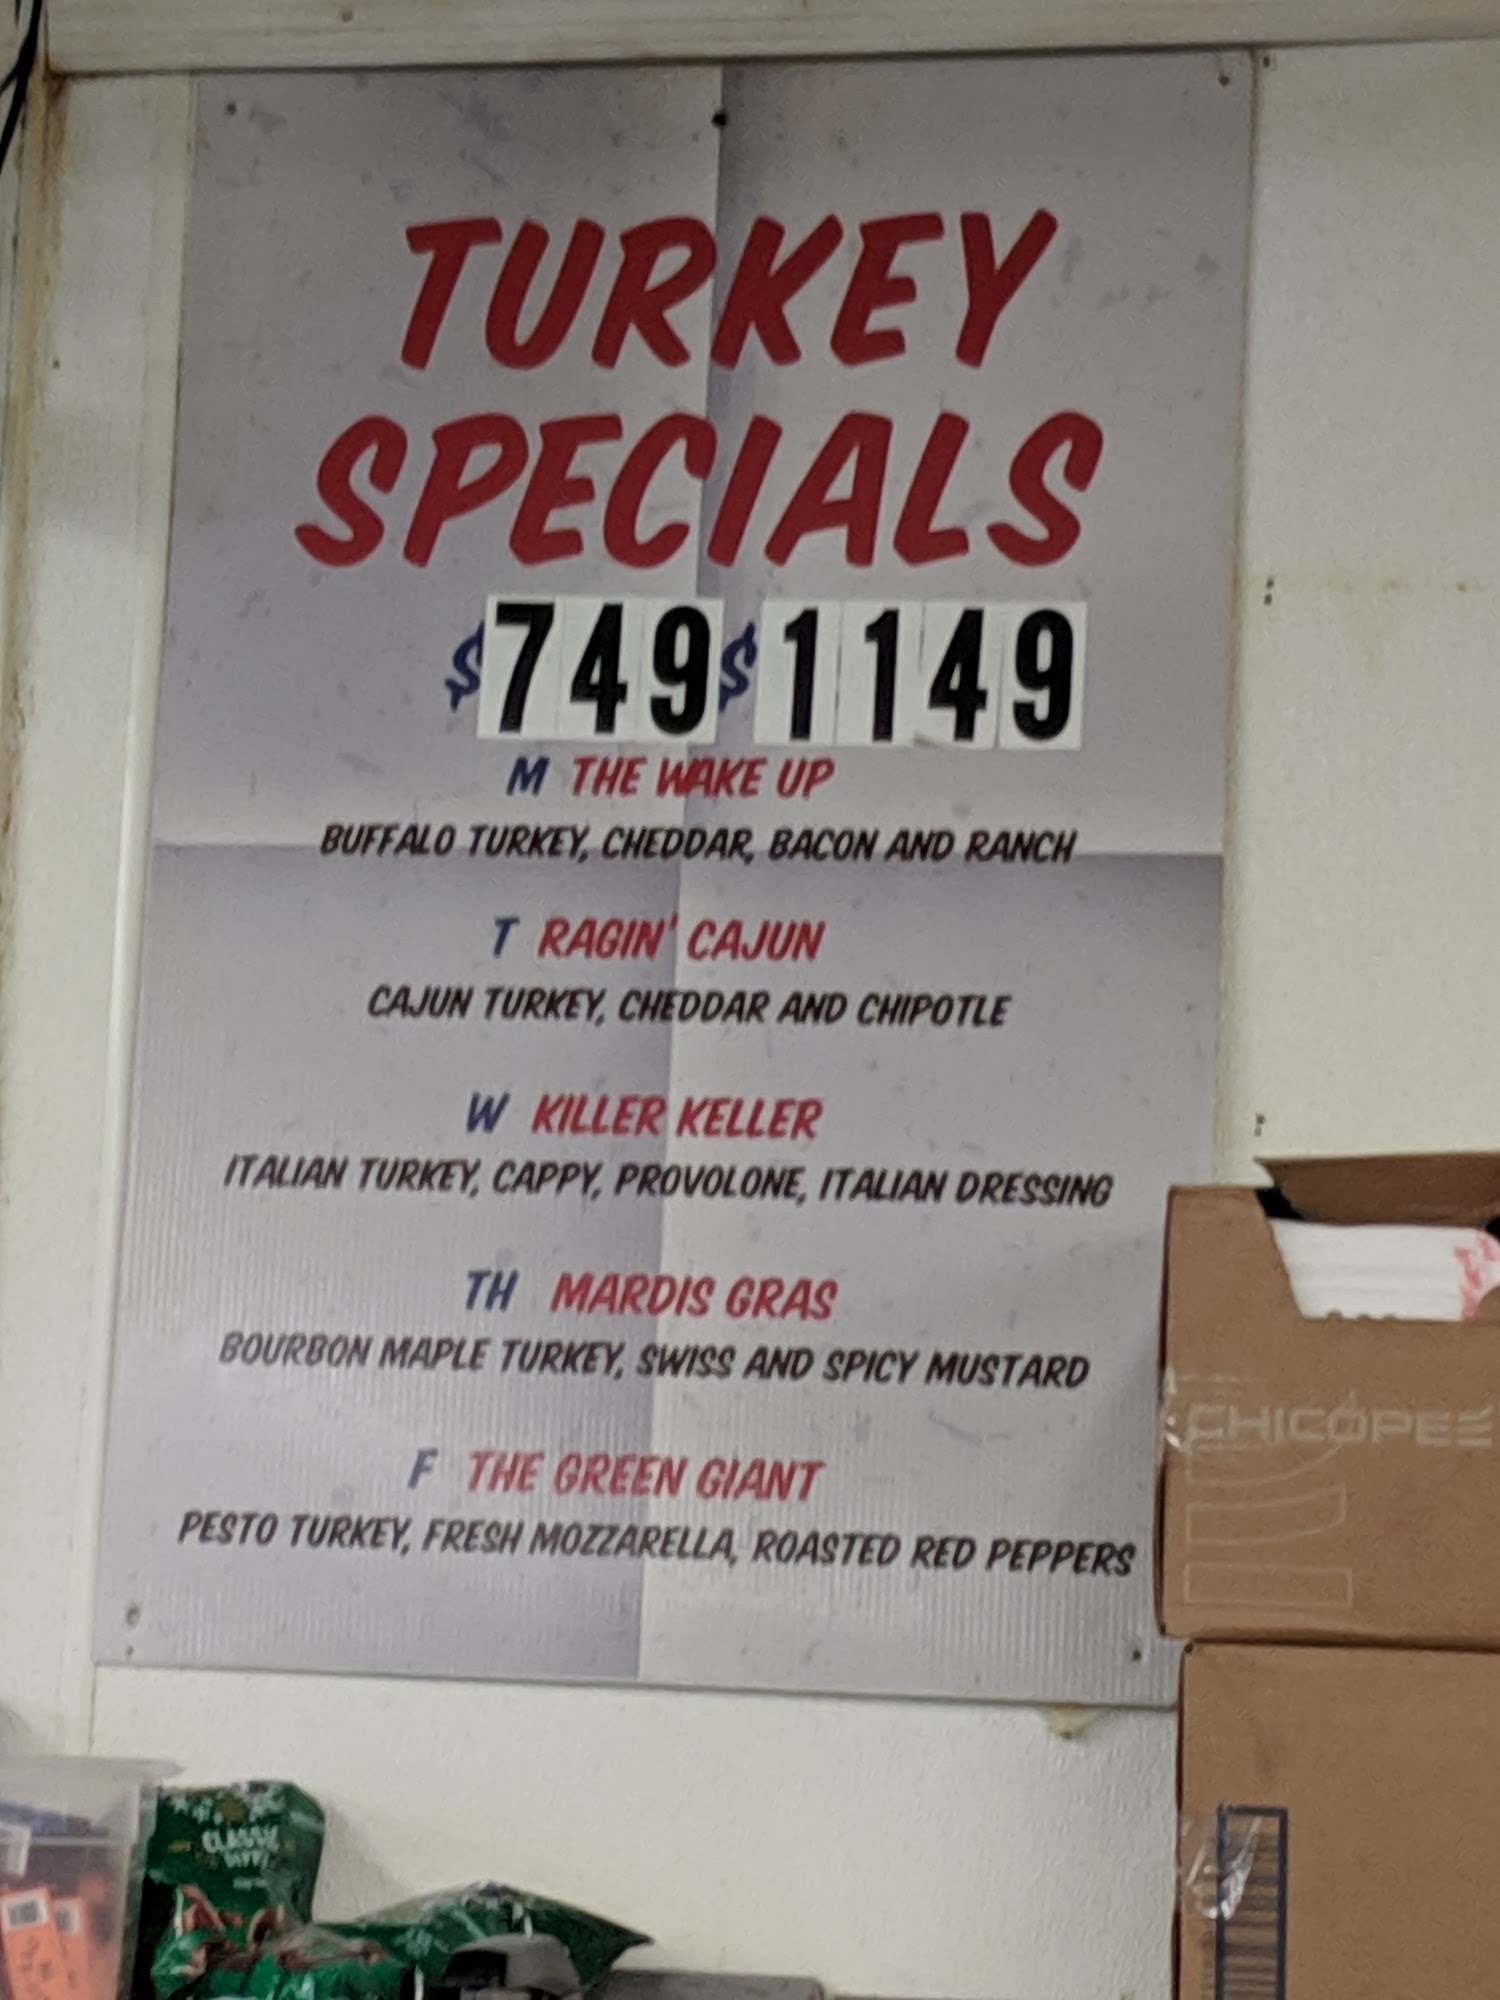 TURKEY
SPECIALS
$749 $1149
M THE WAKE UP
BUFFALO TURKEY, CHEDDAR, BACON AND RANCH
T RAGIN' CAJUN
CAJUN TURKEY, CHEDDAR AND CHIPOTLE
W KILLER KELLER
ITALIAN TURKEY, CAPPY, PROVOLONE, ITALIAN DRESSING
TH MARDIS GRAS
BOURBON MAPLE TURKEY, SWISS AND SPICY MUSTARD
F THE GREEN GIANT
PESTO TURKEY, FRESH MOZZARELLA, ROASTED RED PEPPERS
CHICOPEE
CLASSIC